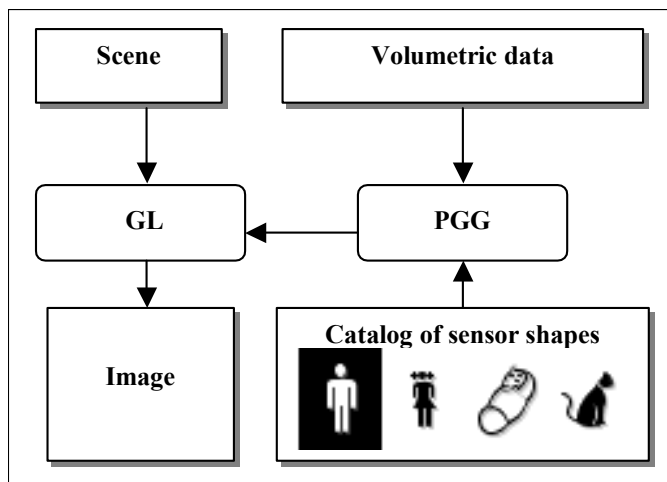 Scene
Volumetric data
GL
PGG
Image
Catalog of sensor shapes